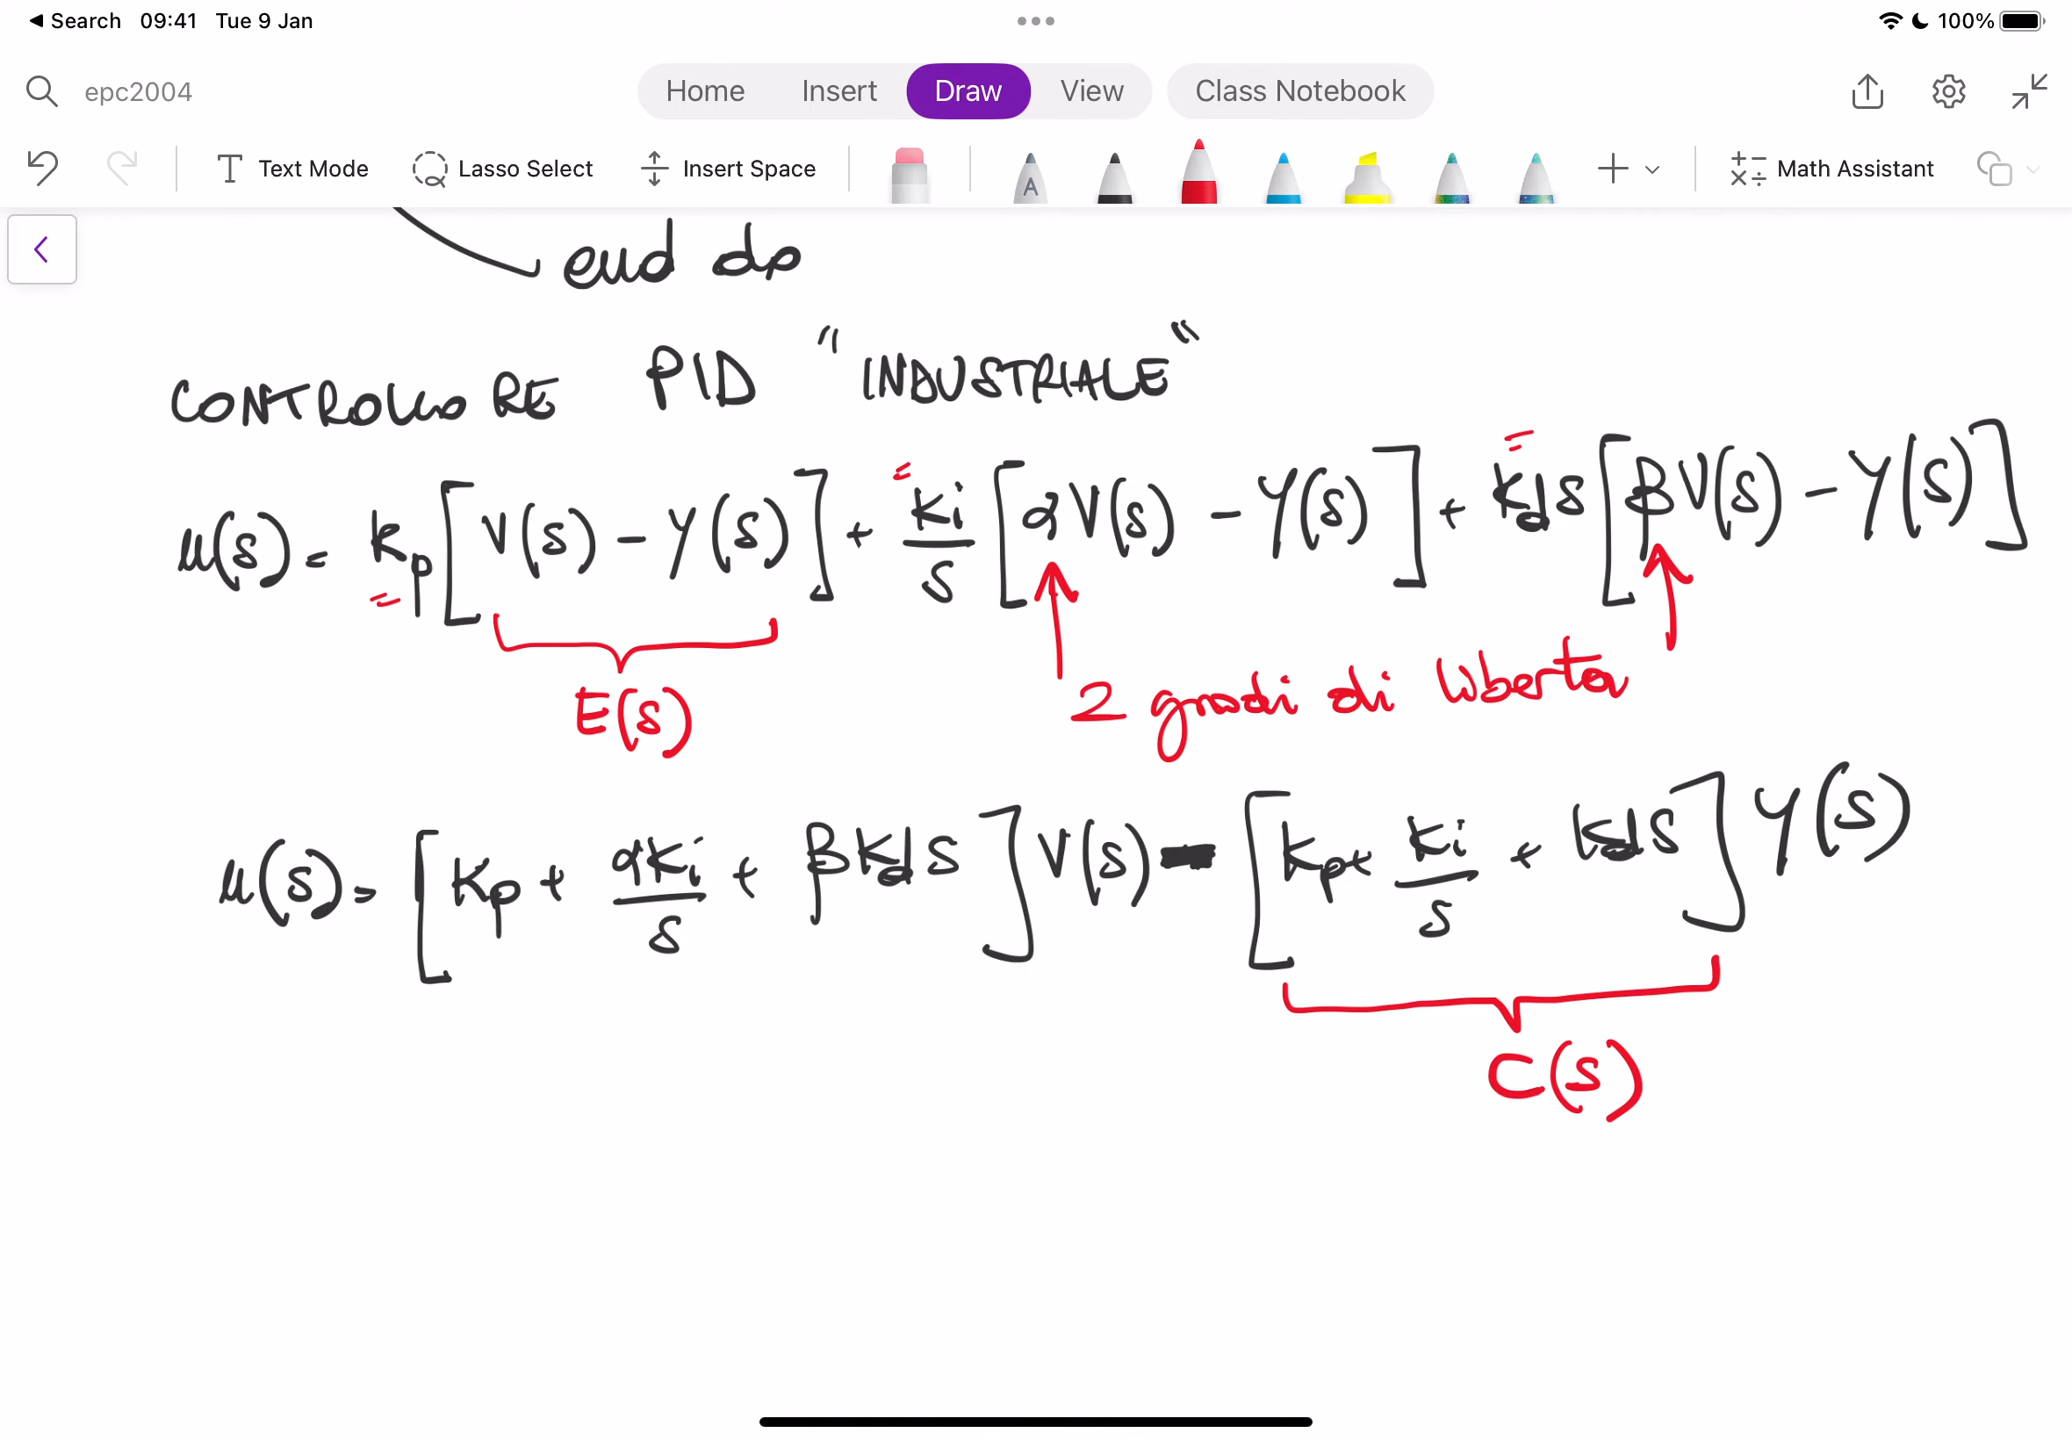 ◀ Search 09:41 Tue 9 Jan 100%
epc2004 Home Insert Draw View Class Notebook
Text Mode Lasso Select Insert Space A Math Assistant
end do
CONTROLLORE PID "INDUSTRIALE"
u(s) = kp[V(s) - Y(s)] + ki/s [αV(s) - Y(s)] + kds[βV(s) - Y(s)]
E(s)
2 gradi di libertà
u(s) = [Kp + αKi/s + βKds]V(s) - [kp + ki/s + kds]Y(s)
C(s)